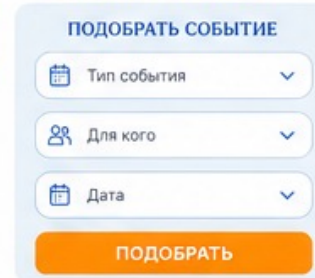 ПОДОБРАТЬ СОБЫТИЕ
Тип события
Для кого
Дата
ПОДОБРАТЬ